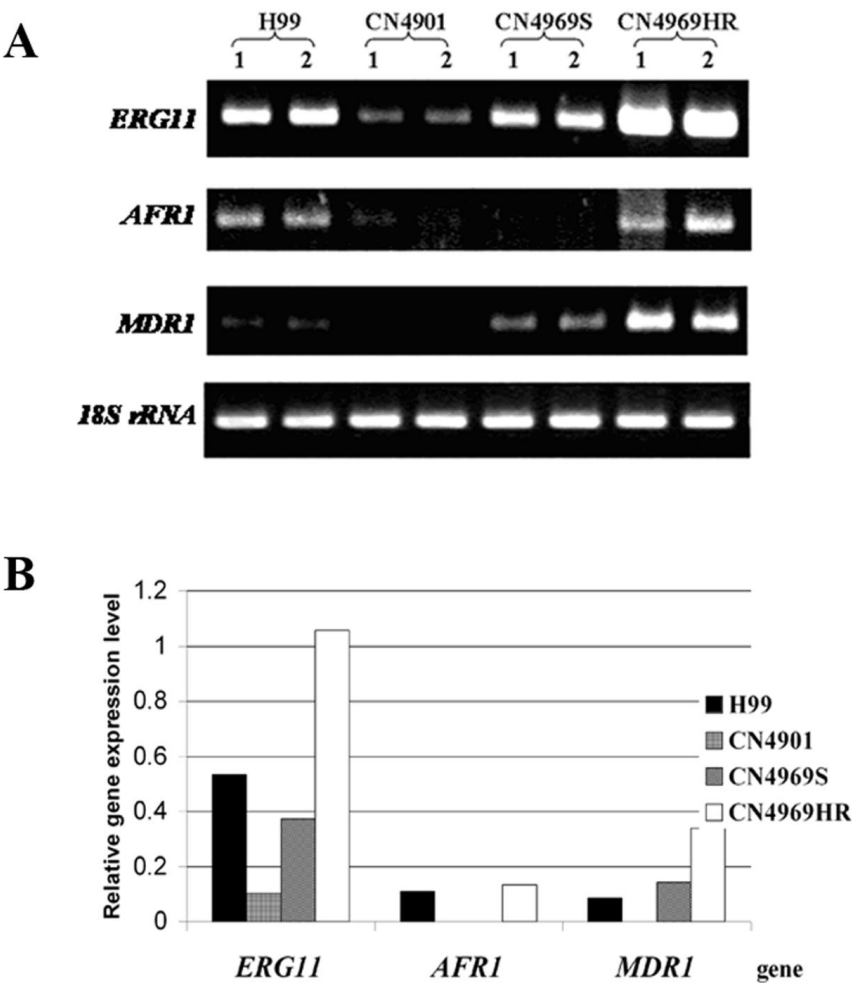 A
H99 CN4901 CN4969S CN4969HR
1 2 1 2 1 2 1 2
ERG11
AFR1
MDR1
18S rRNA
B
Relative gene expression level
1.2
1
0.8
0.6
0.4
0.2
0
H99
CN4901
CN4969S
CN4969HR
ERG11 AFR1 MDR1 gene